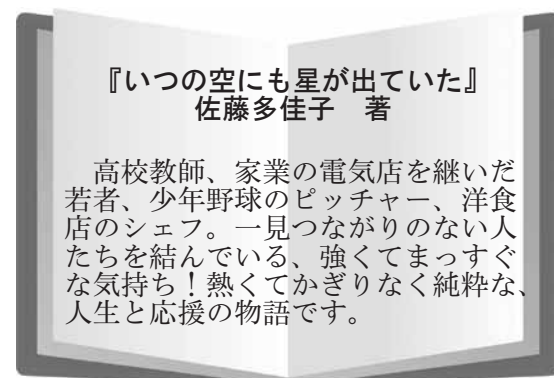 『いつの空にも星が出ていた』
佐藤多佳子　著
　高校教師、家業の電気店を継いだ
若者、少年野球のピッチャー、洋食
店のシェフ。一見つながりのない人
たちを結んでいる、強くてまっすぐ
な気持ち！熱くてかぎりなく純粋な、
人生と応援の物語です。